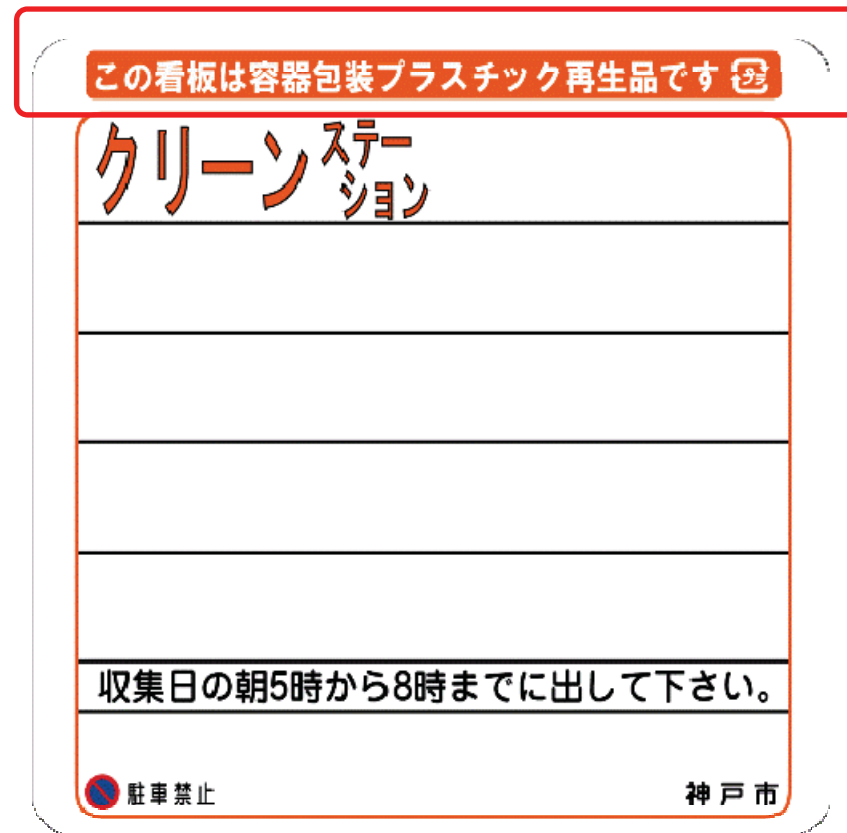 この看板は容器包装プラスチック再生品です プラ
クリーンステーション
収集日の朝5時から8時までに出して下さい。
駐車禁止 神戸市